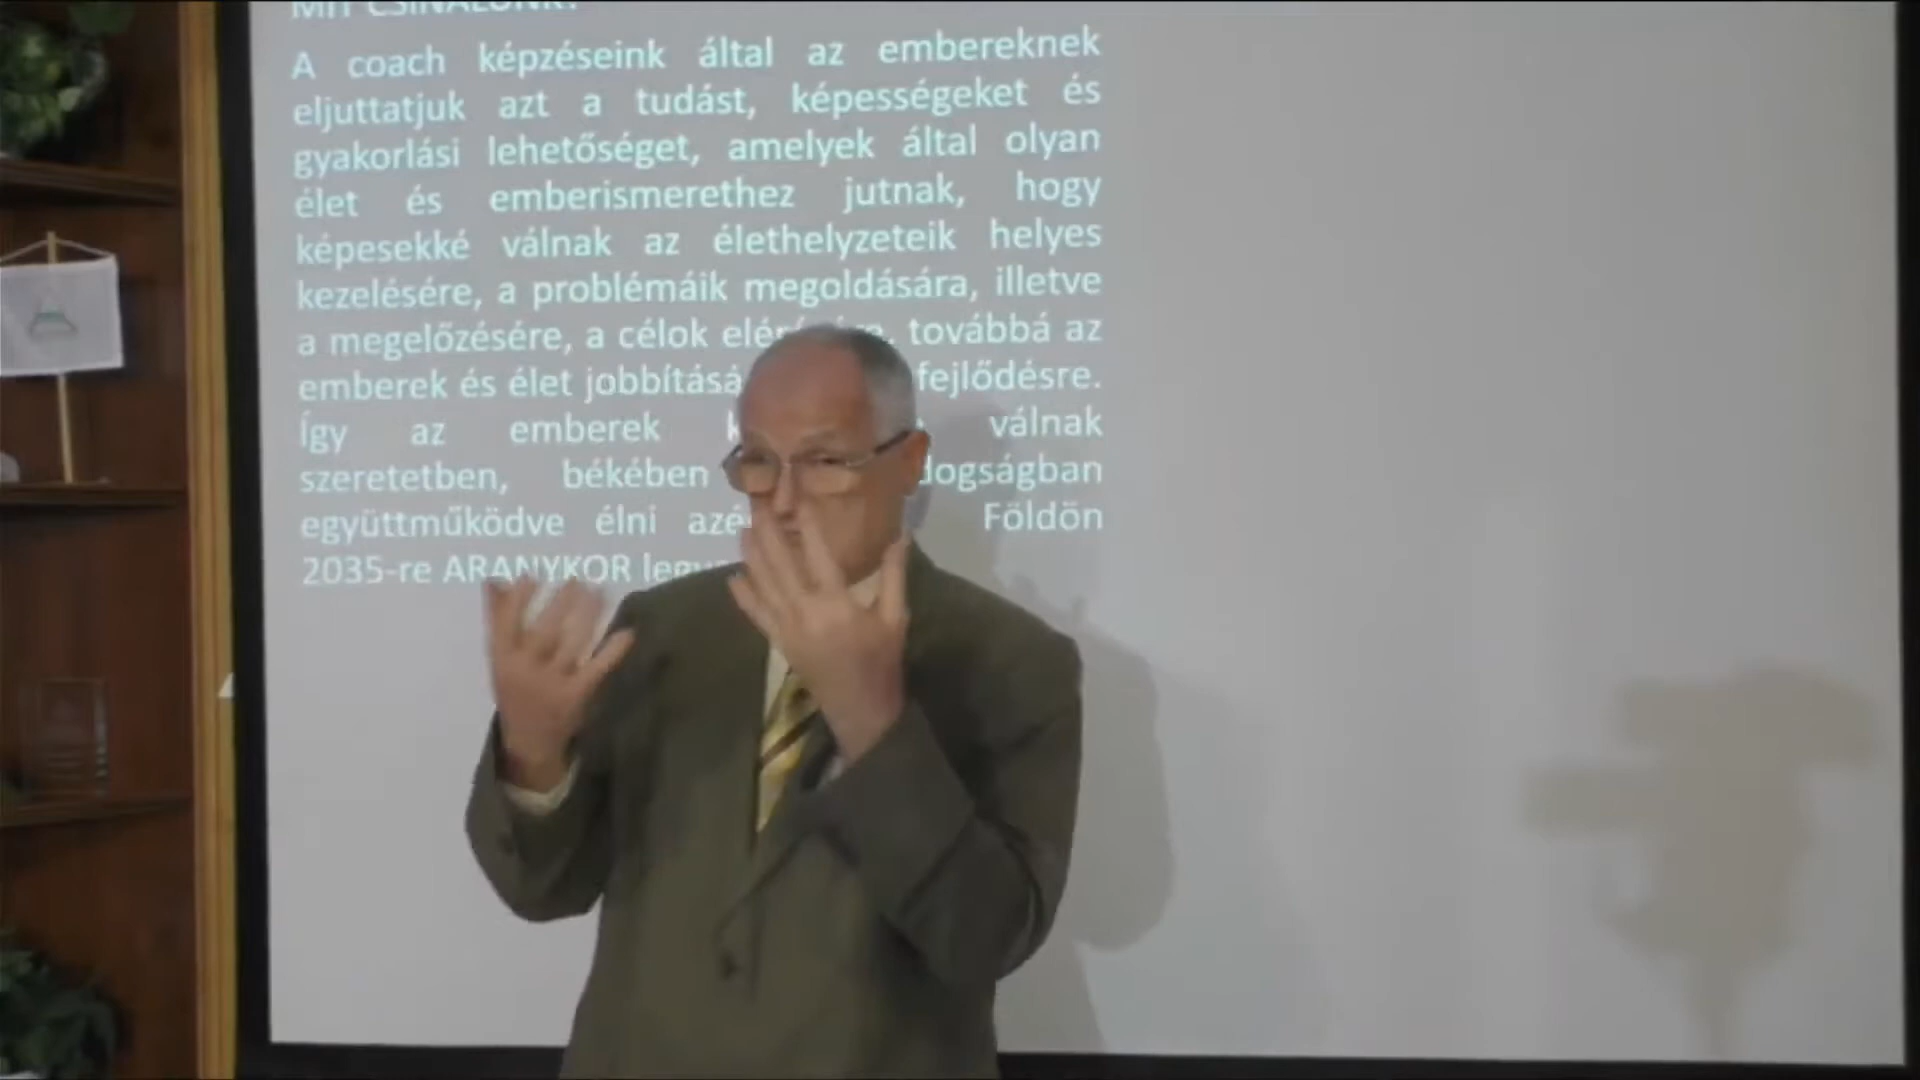 MIT CSINÁLUNK?
A coach képzéseink által az embereknek
eljuttatjuk azt a tudást, képességeket és
gyakorlási lehetőséget, amelyek által olyan
élet és emberismerethez jutnak, hogy
képesekké válnak az élethelyzeteik helyes
kezelésére, a problémáik megoldására, illetve
a megelőzésére, a célok továbbá az
emberek és élet fejlődésre.
Így az emberek válnak
szeretetben, békében
együttműködve élni Földön
2035-re ARANYKOR